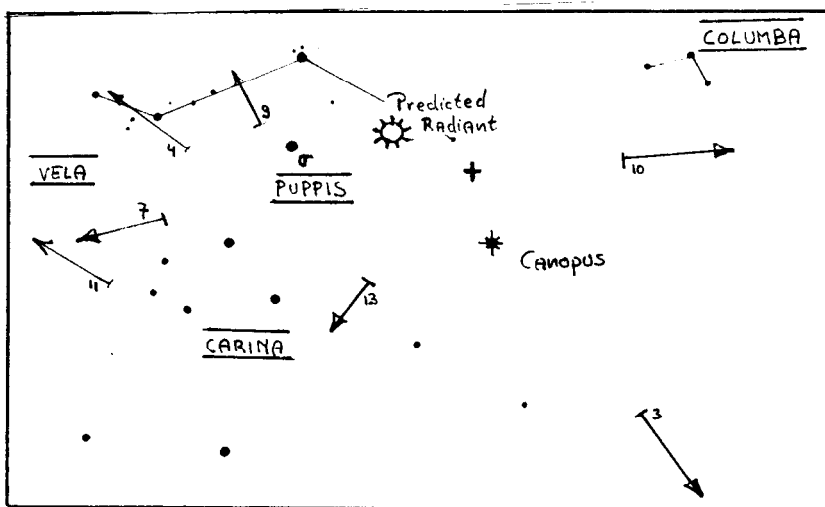 COLUMBA
Predicted
Radiant
9
4
σ
10
VELA
PUPPIS
7
Canopus
11
13
CARINA
3